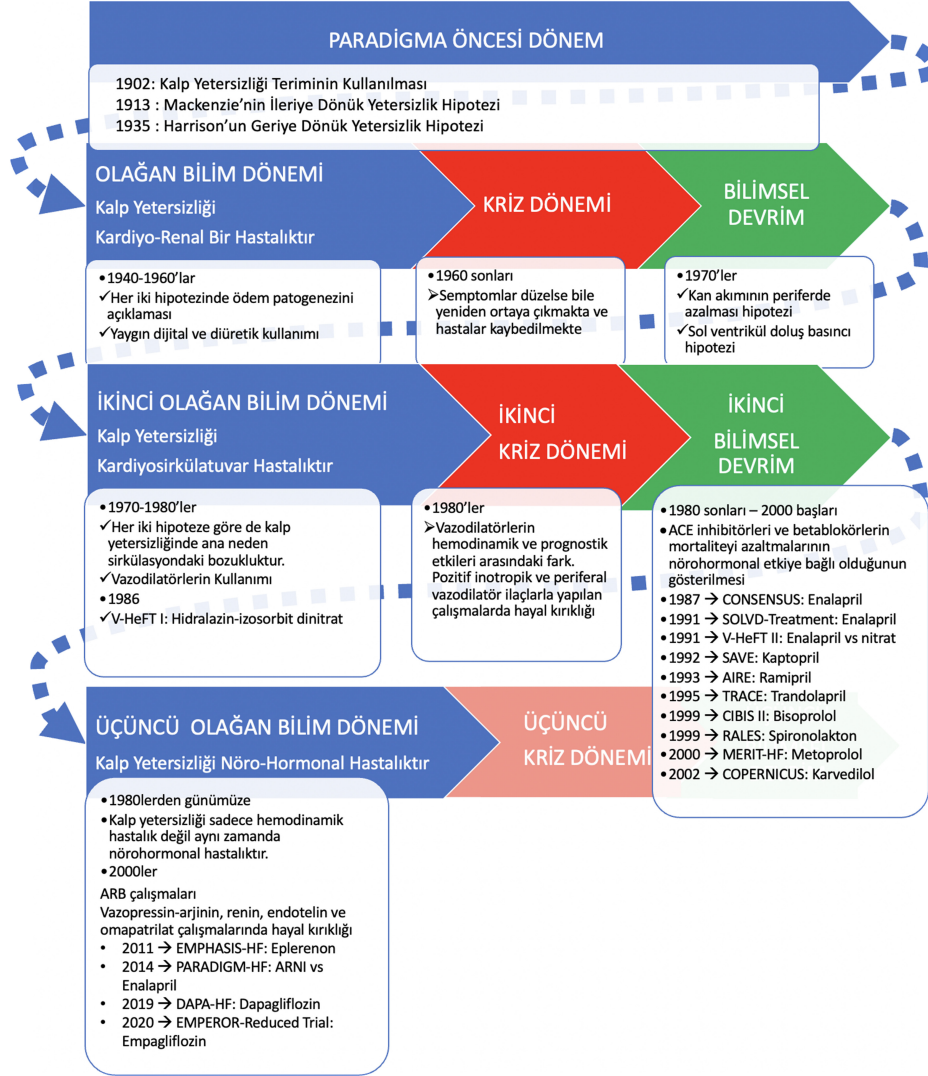 PARADİGMA ÖNCESİ DÖNEM
1902: Kalp Yetersizliği Teriminin Kullanılması
1913 : Mackenzie’nin İleriye Dönük Yetersizlik Hipotezi
1935 : Harrison’un Geriye Dönük Yetersizlik Hipotezi
OLAĞAN BİLİM DÖNEMİ
Kalp Yetersizliği
Kardiyo-Renal Bir Hastalıktır
•1940-1960’lar
✓Her iki hipotezinde ödem patogenezini
açıklaması
✓Yaygın dijital ve diüretik kullanımı
KRİZ DÖNEMİ
•1960 sonları
➢Semptomlar düzelse bile
yeniden ortaya çıkmakta ve
hastalar kaybedilmekte
BİLİMSEL
DEVRİM
•1970’ler
✓Kan akımının periferde
azalması hipotezi
✓Sol ventrikül doluş basıncı
hipotezi
İKİNCİ OLAĞAN BİLİM DÖNEMİ
Kalp Yetersizliği
Kardiyosirkülatuvar Hastalıktır
•1970-1980’ler
✓Her iki hipoteze göre de kalp
yetersizliğinde ana neden
sirkülasyondaki bozukluktur.
✓Vazodilatörlerin Kullanımı
•1986
✓V-HeFT I: Hidralazin-izosorbit dinitrat
İKİNCİ
KRİZ DÖNEMİ
•1980’ler
➢Vazodilatörlerin
hemodinamik ve prognostik
etkileri arasındaki fark.
Pozitif inotropik ve periferal
vazodilatör ilaçlarla yapılan
çalışmalarda hayal kırıklığı
İKİNCİ
BİLİMSEL
DEVRİM
•1980 sonları – 2000 başları
•ACE inhibitörleri ve betablokörlerin
mortaliteyi azaltmalarının
nörohormonal etkiye bağlı olduğunun
gösterilmesi
•1987 → CONSENSUS: Enalapril
•1991 → SOLVD-Treatment: Enalapril
•1991 → V-HeFT II: Enalapril vs nitrat
•1992 → SAVE: Kaptopril
•1993 → AIRE: Ramipril
•1995 → TRACE: Trandolapril
•1999 → CIBIS II: Bisoprolol
•1999 → RALES: Spironolakton
•2000 → MERIT-HF: Metoprolol
•2002 → COPERNICUS: Karvedilol
ÜÇÜNCÜ OLAĞAN BİLİM DÖNEMİ
Kalp Yetersizliği Nöro-Hormonal Hastalıktır
•1980lerden günümüze
•Kalp yetersizliği sadece hemodinamik
hastalık değil aynı zamanda
nörohormonal hastalıktır.
•2000ler
ARB çalışmaları
Vazopressin-arjinin, renin, endotelin ve
omapatrilat çalışmalarında hayal kırıklığı
• 2011 → EMPHASIS-HF: Eplerenon
• 2014 → PARADIGM-HF: ARNI vs
Enalapril
• 2019 → DAPA-HF: Dapagliflozin
• 2020 → EMPEROR-Reduced Trial:
Empagliflozin
ÜÇÜNCÜ
KRİZ DÖNEMİ